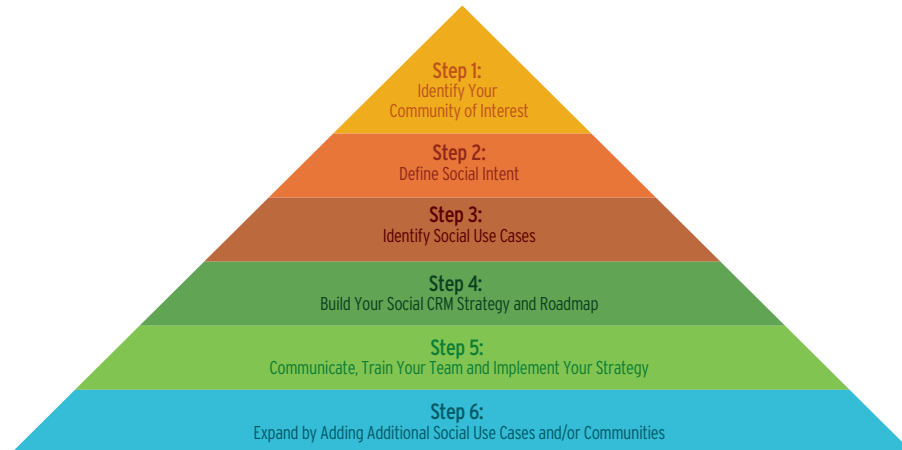 Step 1:
Identify Your
Community of Interest
Step 2:
Define Social Intent
Step 3:
Identify Social Use Cases
Step 4:
Build Your Social CRM Strategy and Roadmap
Step 5:
Communicate, Train Your Team and Implement Your Strategy
Step 6:
Expand by Adding Additional Social Use Cases and/or Communities